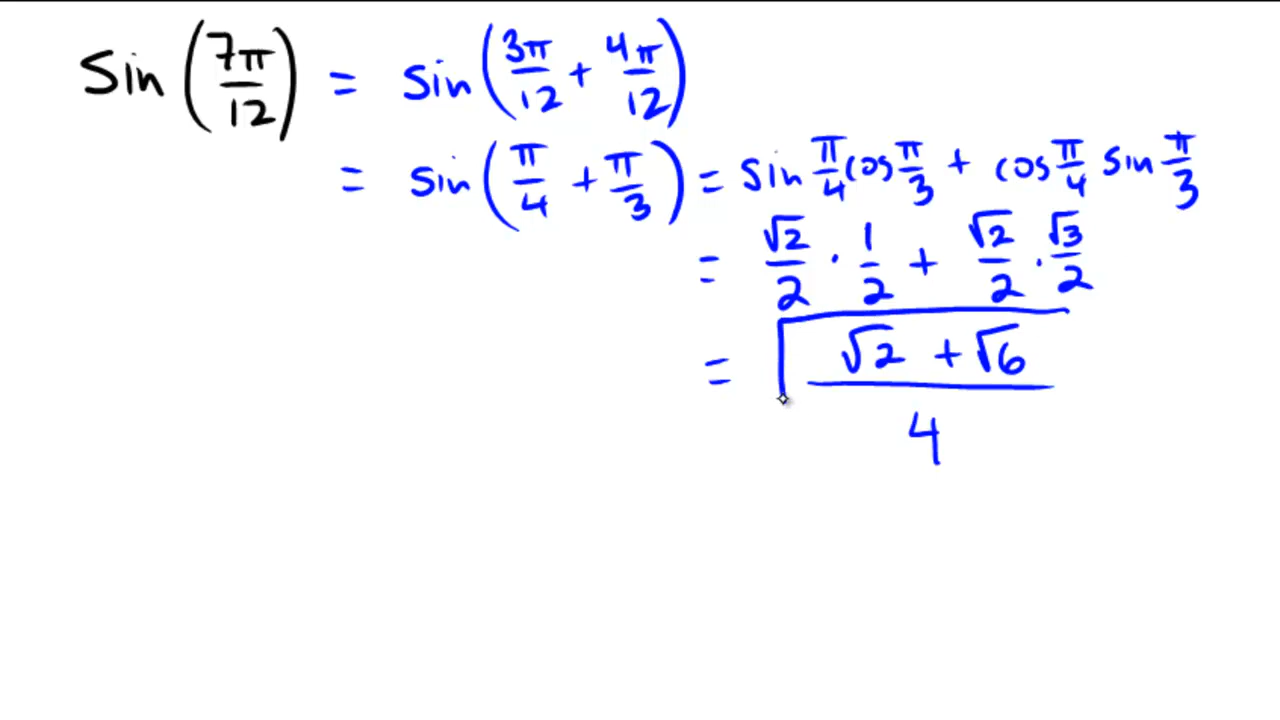 Sin(7π/12) = sin(3π/12 + 4π/12)
= sin(π/4 + π/3) = sin π/4 cos π/3 + cos π/4 sin π/3
= √2/2 · 1/2 + √2/2 · √3/2
= (√2 + √6)/4